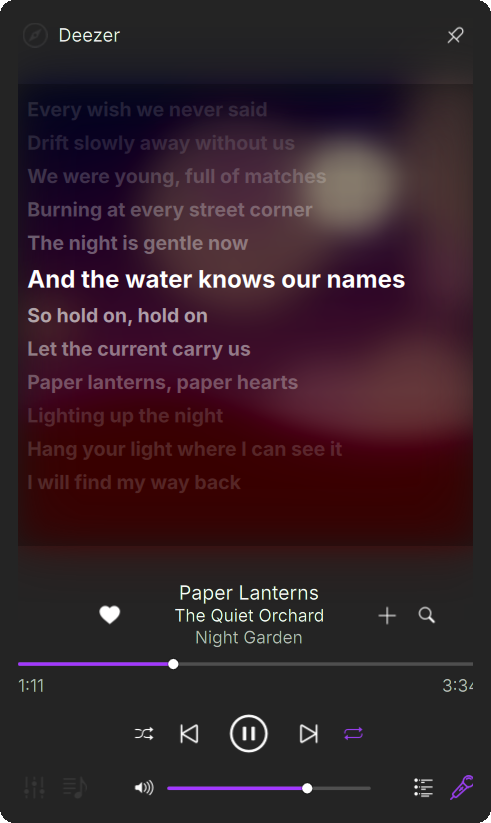 Deezer
Every wish we never said
Drift slowly away without us
We were young, full of matches
Burning at every street corner
The night is gentle now
And the water knows our names
So hold on, hold on
Let the current carry us
Paper lanterns, paper hearts
Lighting up the night
Hang your light where I can see it
I will find my way back
Paper Lanterns
The Quiet Orchard
Night Garden
1:11
3:34